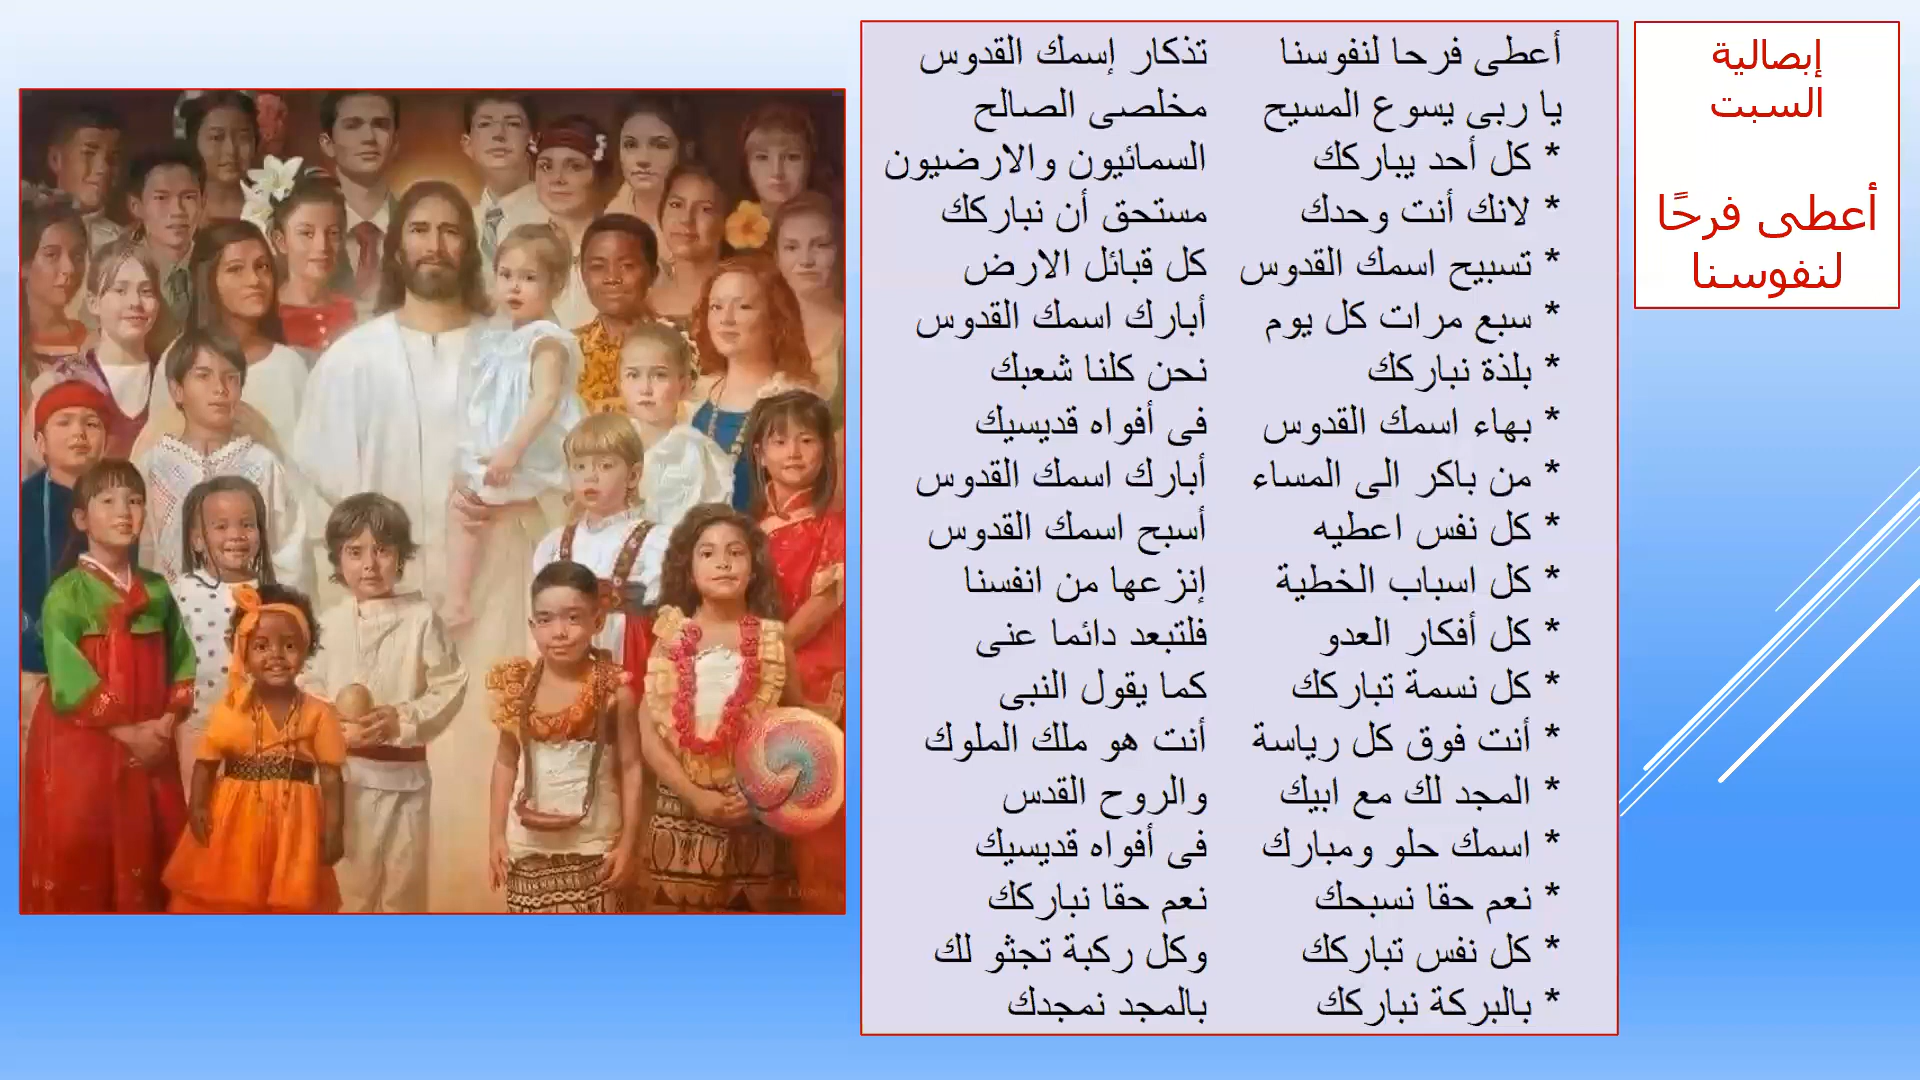 إبصالية
السبت
أعطى فرحًا
لنفوسنا
أعطى فرحا لنفوسنا تذكار إسمك القدوس
يا ربى يسوع المسيح مخلصى الصالح
* كل أحد يباركك السمائيون والارضيون
* لانك أنت وحدك مستحق أن نباركك
* تسبيح اسمك القدوس كل قبائل الارض
* سبع مرات كل يوم أبارك اسمك القدوس
* بلذة نباركك نحن كلنا شعبك
* بهاء اسمك القدوس فى أفواه قديسيك
* من باكر الى المساء أبارك اسمك القدوس
* كل نفس اعطيه أسبح اسمك القدوس
* كل اسباب الخطية إنزعها من انفسنا
* كل أفكار العدو فلتبعد دائما عنى
* كل نسمة تباركك كما يقول النبى
* أنت فوق كل رياسة أنت هو ملك الملوك
* المجد لك مع ابيك والروح القدس
* اسمك حلو ومبارك فى أفواه قديسيك
* نعم حقا نسبحك نعم حقا نباركك
* كل نفس تباركك وكل ركبة تجثو لك
* بالبركة نباركك بالمجد نمجدك